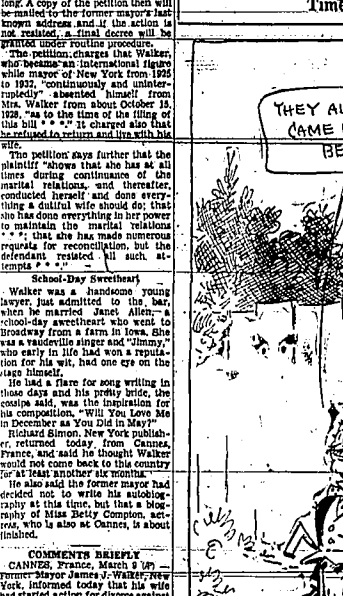 long. A copy of the petition then will
be mailed to the former mayor's last
known address and if the action is
not resisted, a final decree will be
granted under routine procedure.
The petition charges that Walker,
who became an international figure
while mayor of New York from 1925
to 1932, "continuously and uninter-
ruptedly" absented himself from
Mrs. Walker from about October 15,
1928, "as to the time of the filing of
this bill * * *." It charged also that
he refused to return and live with his
wife.
The petition says further that the
plaintiff "shows that she has at all
times during continuance of the
marital relations, and thereafter,
conducted herself and done every-
thing a dutiful wife should do; that
she has done everything in her power
to maintain the marital relations
* * *; that she has made numerous
requests for reconciliation, but the
defendant resisted all such at-
tempts * * *."
School-Day Sweetheart
Walker was a handsome young
lawyer, just admitted to the bar,
when he married Janet Allen, a
school-day sweetheart who went to
Broadway from a farm in Iowa. She
was a vaudeville singer and "Jimmy,"
who early in life had won a reputa-
tion for his wit, had one eye on the
stage himself.
He had a flare for song writing in
those days and his pretty bride, the
gossips said, was the inspiration for
his composition, "Will You Love Me
in December as You Did in May?"
Richard Simon, New York publish-
er, returned today from Cannes,
France, and said he thought Walker
would not come back to this country
for at least another six months.
He also said the former mayor had
decided not to write his autobiog-
raphy at this time, but that a biog-
raphy of Miss Betty Compton, act-
ress, who is also at Cannes, is about
finished.
COMMENTS BRIEFLY
CANNES, France, March 9 (AP) —
Former Mayor James J. Walker, New
York, informed today that his wife
had started action for divorce against
Time
THEY AL
CAME
BE